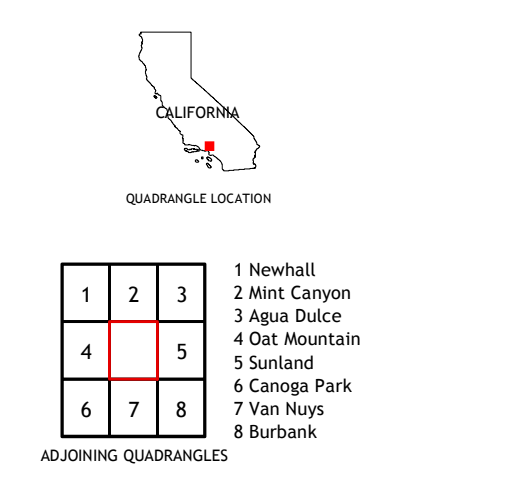 CALIFORNIA
QUADRANGLE LOCATION
1 2 3
4 5
6 7 8
ADJOINING QUADRANGLES
1 Newhall
2 Mint Canyon
3 Agua Dulce
4 Oat Mountain
5 Sunland
6 Canoga Park
7 Van Nuys
8 Burbank